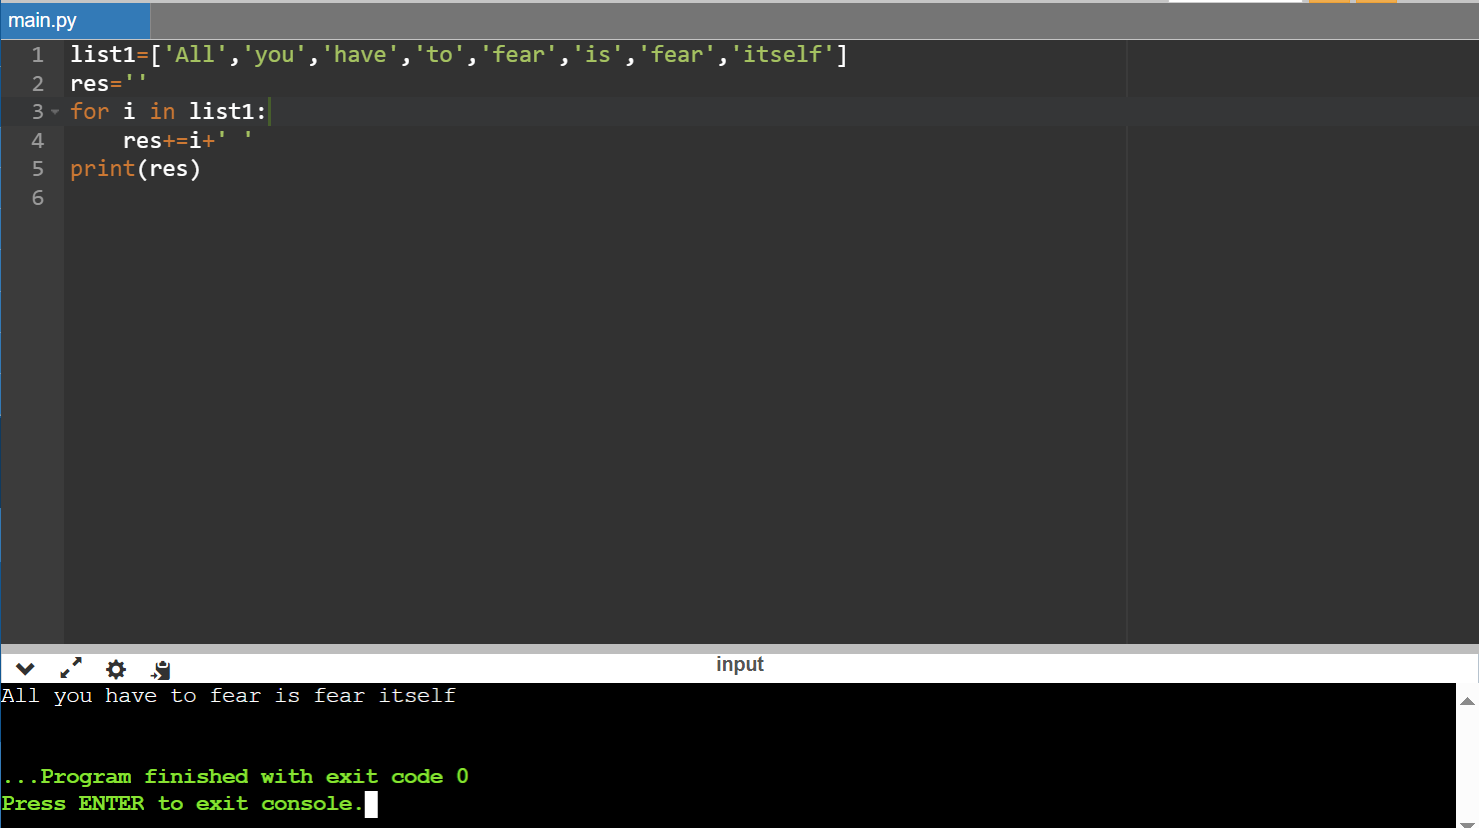 main.py
1 list1=['All','you','have','to','fear','is','fear','itself']
2 res=''
3 for i in list1:
4     res+=i+' '
5 print(res)
6
input
All you have to fear is fear itself
...Program finished with exit code 0
Press ENTER to exit console.